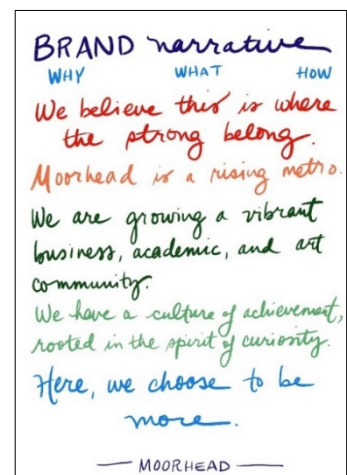 BRAND narrative
WHY WHAT HOW
We believe this is where
the strong belong.
Moorhead is a rising metro.
We are growing a vibrant
business, academic, and art
community.
We have a culture of achievement,
rooted in the spirit of curiosity.
Here, we choose to be
more.
MOORHEAD